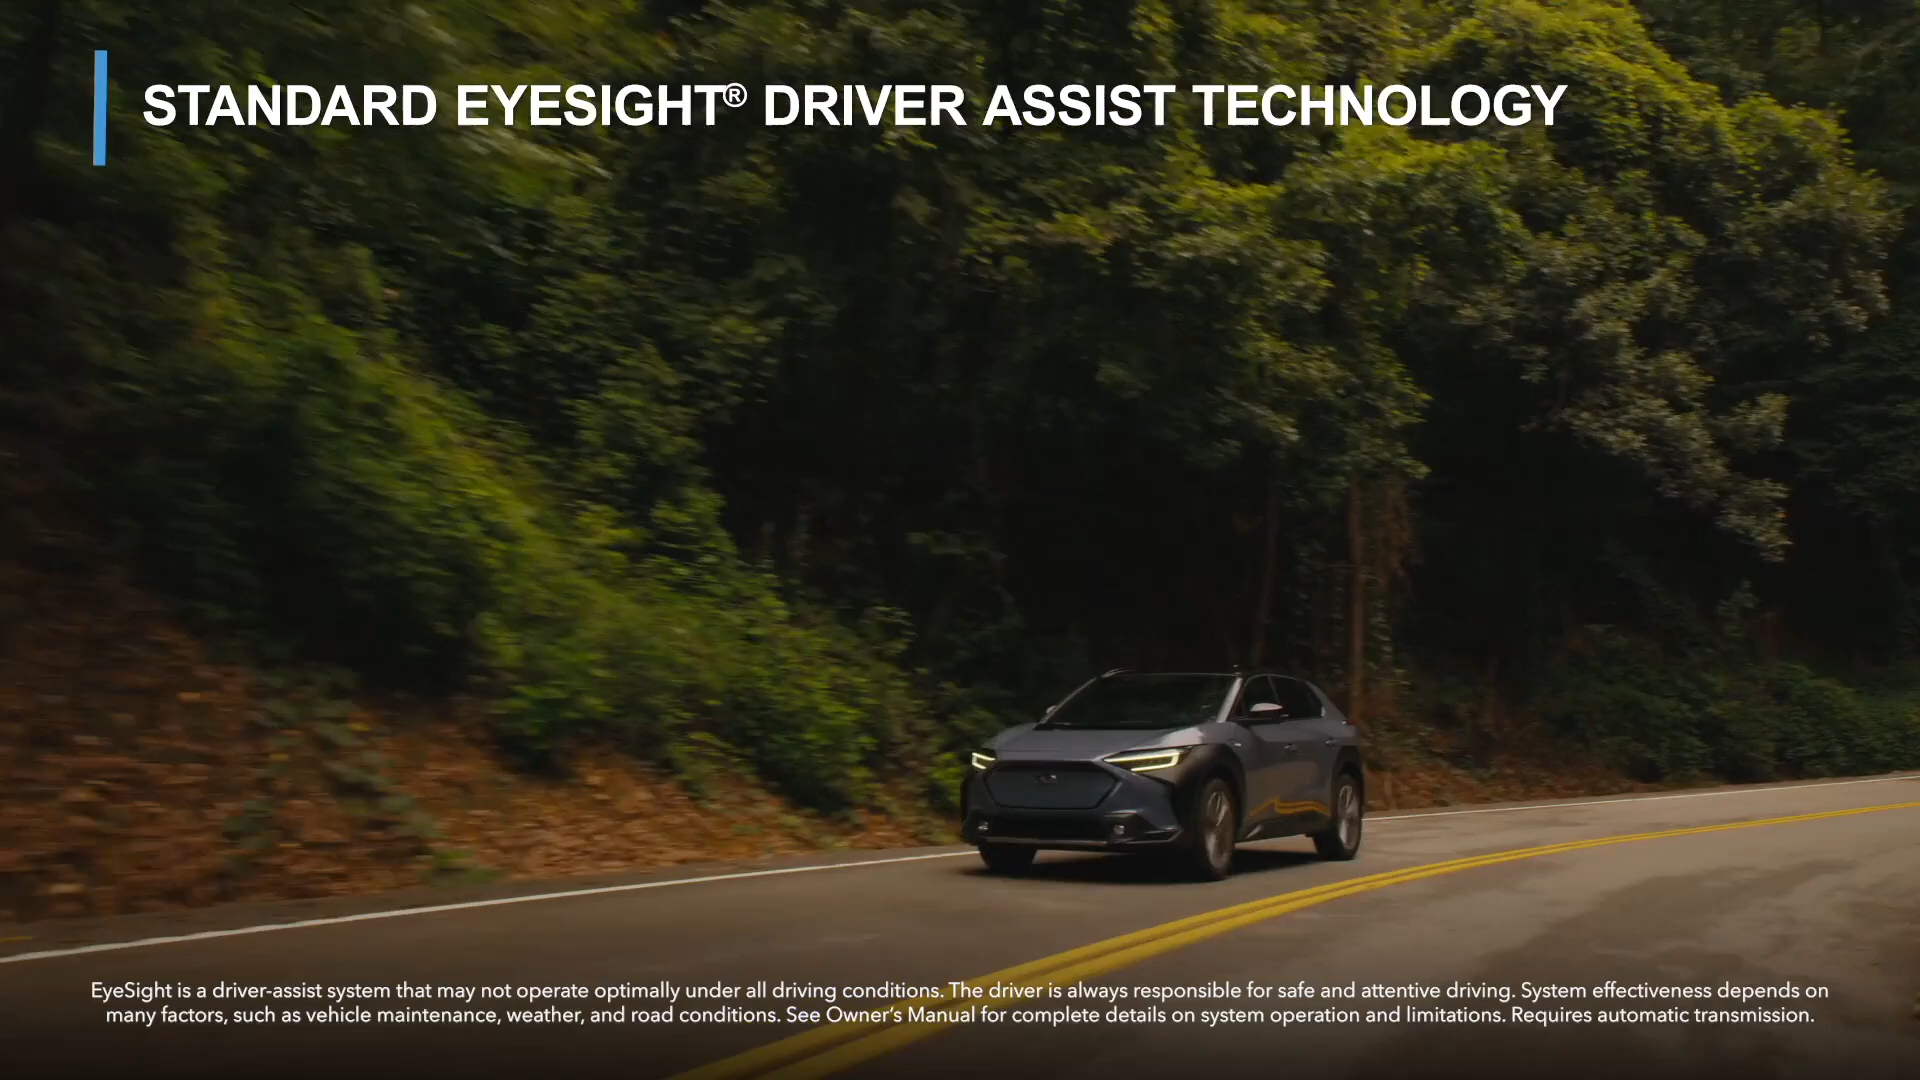 STANDARD EYESIGHT® DRIVER ASSIST TECHNOLOGY
EyeSight is a driver-assist system that may not operate optimally under all driving conditions. The driver is always responsible for safe and attentive driving. System effectiveness depends on
many factors, such as vehicle maintenance, weather, and road conditions. See Owner’s Manual for complete details on system operation and limitations. Requires automatic transmission.